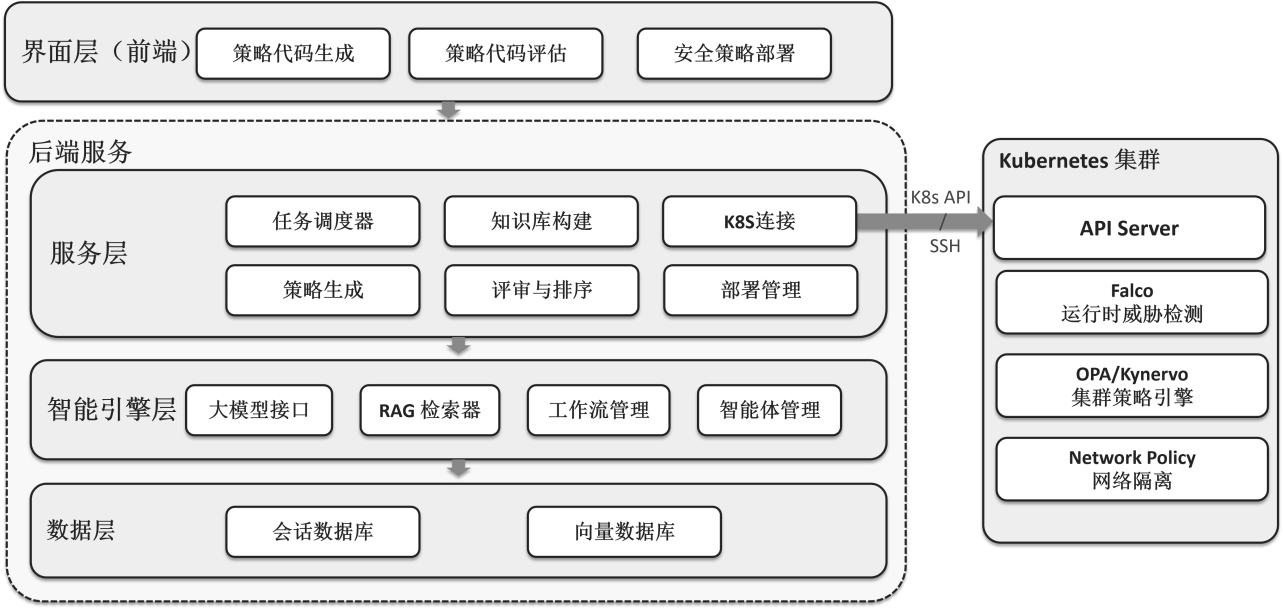 界面层（前端）
策略代码生成
策略代码评估
安全策略部署
后端服务
服务层
任务调度器
知识库构建
K8S连接
策略生成
评审与排序
部署管理
K8s API
/
SSH
智能引擎层
大模型接口
RAG 检索器
工作流管理
智能体管理
数据层
会话数据库
向量数据库
Kubernetes 集群
API Server
Falco
运行时威胁检测
OPA/Kynervo
集群策略引擎
Network Policy
网络隔离